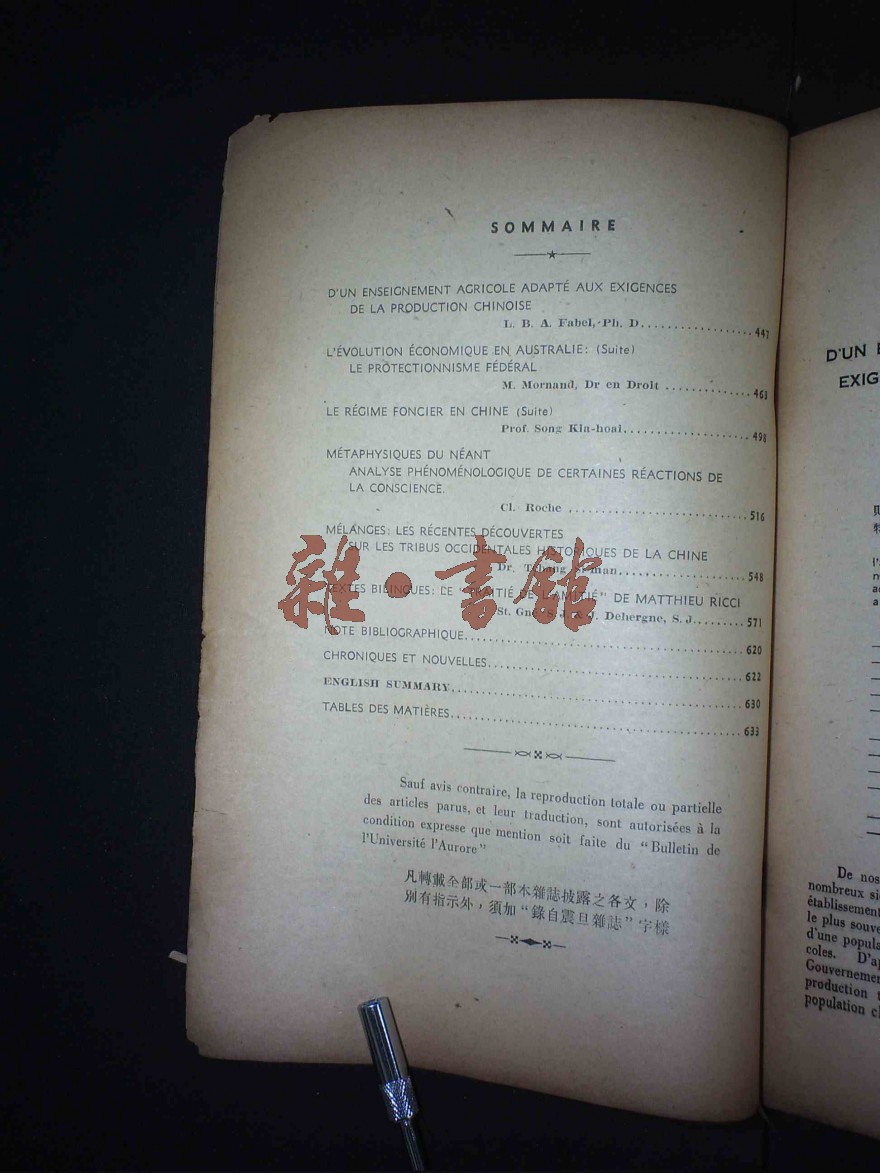 SOMMAIRE
D'UN ENSEIGNEMENT AGRICOLE ADAPTÉ AUX EXIGENCES
DE LA PRODUCTION CHINOISE
L. B. A. Fabel, Ph. D. 447
L'ÉVOLUTION ÉCONOMIQUE EN AUSTRALIE: (Suite)
LE PROTECTIONNISME FÉDÉRAL
M. Mornand, Dr en Droit 463
LE RÉGIME FONCIER EN CHINE (Suite)
Prof. Song Kia-hoai 498
MÉTAPHYSIQUES DU NÉANT
ANALYSE PHÉNOMÉNOLOGIQUE DE CERTAINES RÉACTIONS DE
LA CONSCIENCE.
Cl. Roche 516
MÉLANGES: LES RÉCENTES DÉCOUVERTES
SUR LES TRIBUS OCCIDENTALES HISTORIQUES DE LA CHINE
Dr. 548
TEXTES BILINGUES: LE DE L'AMITIÉ" DE MATTHIEU RICCI
S.J. & J. Dehergne, S. J. 571
NOTE BIBLIOGRAPHIQUE 620
CHRONIQUES ET NOUVELLES 622
ENGLISH SUMMARY 630
TABLES DES MATIÈRES 633
Sauf avis contraire, la reproduction totale ou partielle
des articles parus, et leur traduction, sont autorisées à la
condition expresse que mention soit faite du "Bulletin de
l'Université l'Aurore"
凡轉載全部或一部本雜誌披露之各文，除
別有指示外，須加"錄自震旦雜誌"字樣
雜·書館
D'UN
EXIG
De nos
nombreux
établissement
le plus
d'une
coles.
production
population